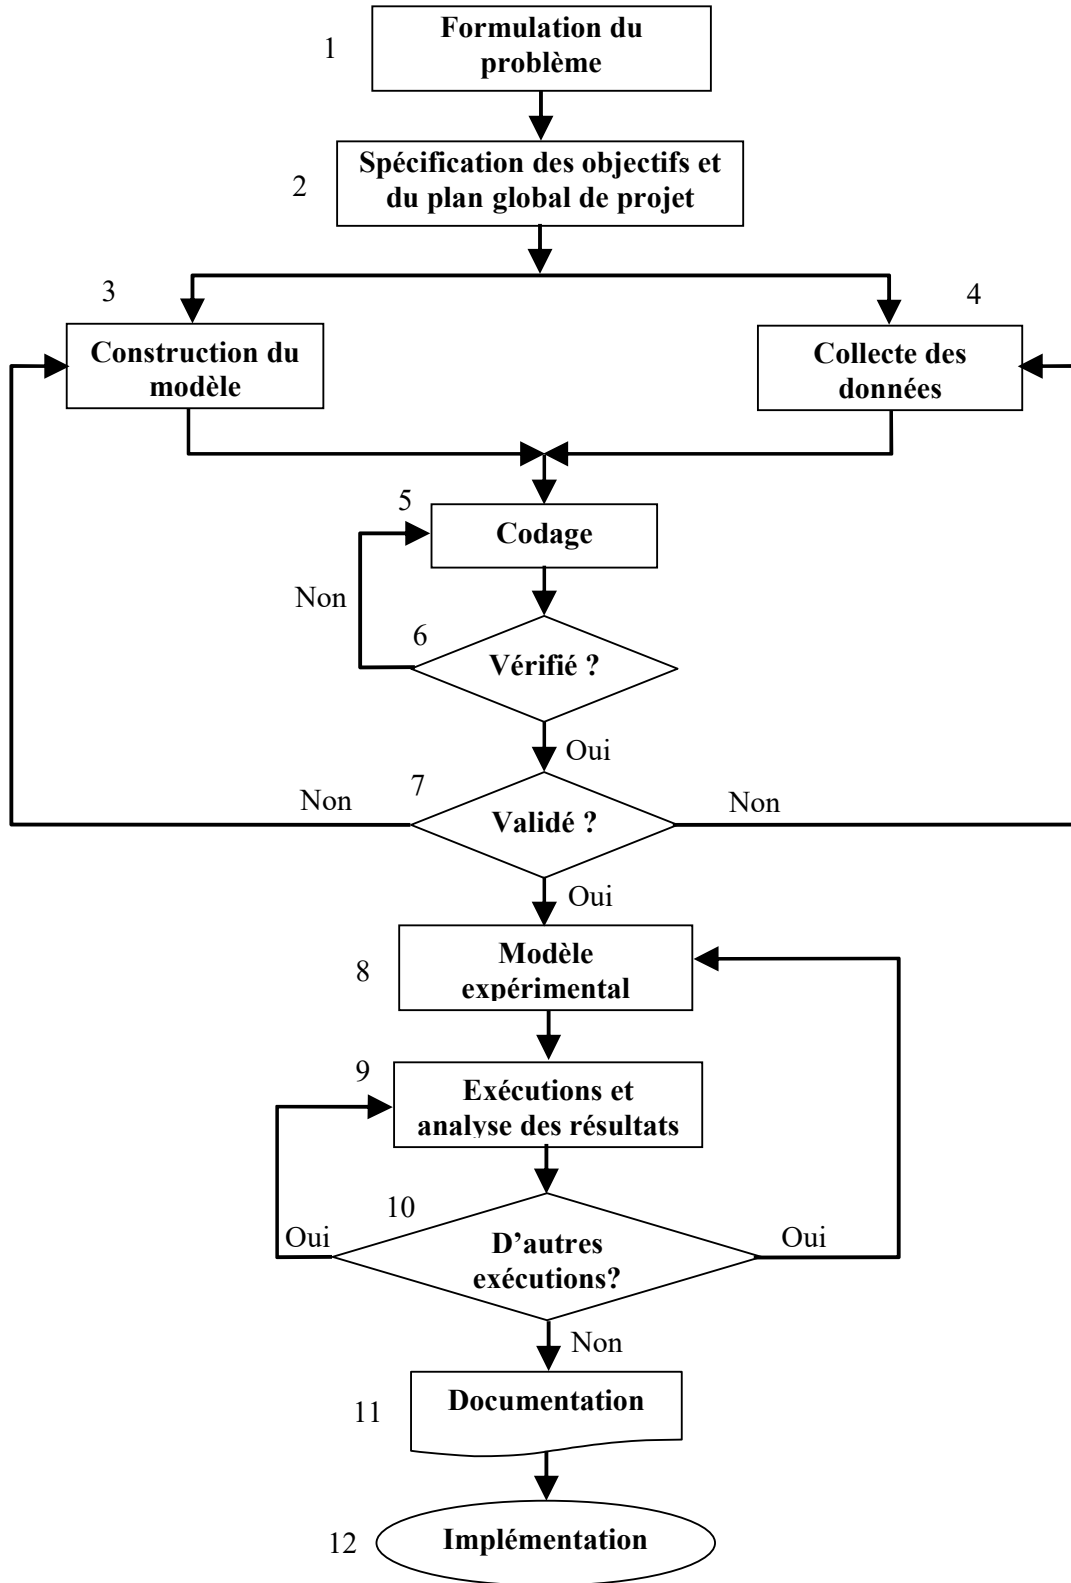 1
Formulation du
problème
2
Spécification des objectifs et
du plan global de projet
3
4
Construction du
modèle
Collecte des
données
5
Codage
Non
6
Vérifié ?
Oui
7
Non
Non
Validé ?
Oui
8
Modèle
expérimental
9
Exécutions et
analyse des résultats
10
Oui
Oui
D’autres
exécutions?
Non
11
Documentation
12
Implémentation